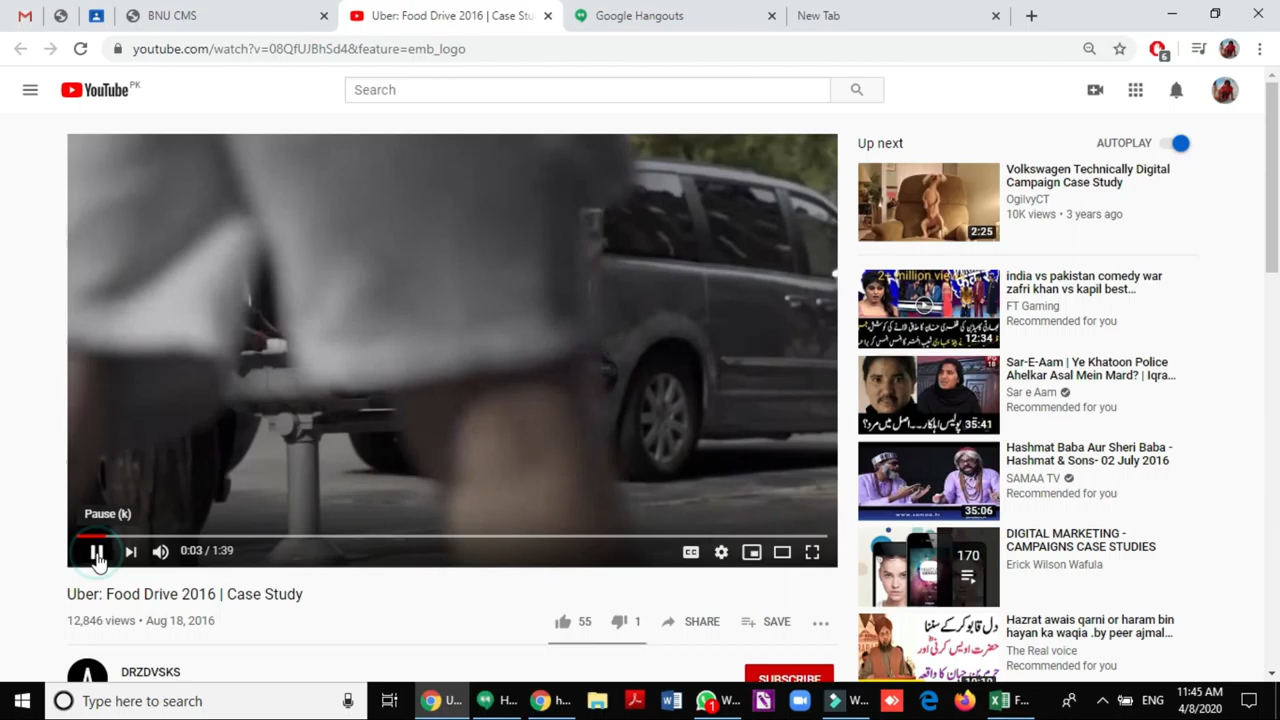 BNU CMS
Uber: Food Drive 2016 | Case Stu
Google Hangouts
New Tab
youtube.com/watch?v=08QfUJBhSd4&feature=emb_logo
6
YouTube PK
Search
Up next
AUTOPLAY
Volkswagen Technically Digital
Campaign Case Study
OgilvyCT
10K views • 3 years ago
2:25
india vs pakistan comedy war
zafri khan vs kapil best...
FT Gaming
Recommended for you
12:34
Sar-E-Aam | Ye Khatoon Police
Ahelkar Asal Mein Mard? | Iqra...
Sar e Aam
Recommended for you
35:41
Hashmat Baba Aur Sheri Baba -
Hashmat & Sons- 02 July 2016
SAMAA TV
Recommended for you
35:06
DIGITAL MARKETING -
CAMPAIGNS CASE STUDIES
Erick Wilson Wafula
170
دل قابو کرنے کے
Hazrat awais qarni or haram bin
hayan ka waqia .by peer ajmal...
The Real voice
Recommended for you
Pause (k)
0:03 / 1:39
CC
Uber: Food Drive 2016 | Case Study
12,846 views • Aug 18, 2016
55
1
SHARE
SAVE
DRZDVSKS
SUBSCRIBE
Type here to search
U...
H...
h...
W...
1
W...
F...
ENG
11:45 AM
4/8/2020